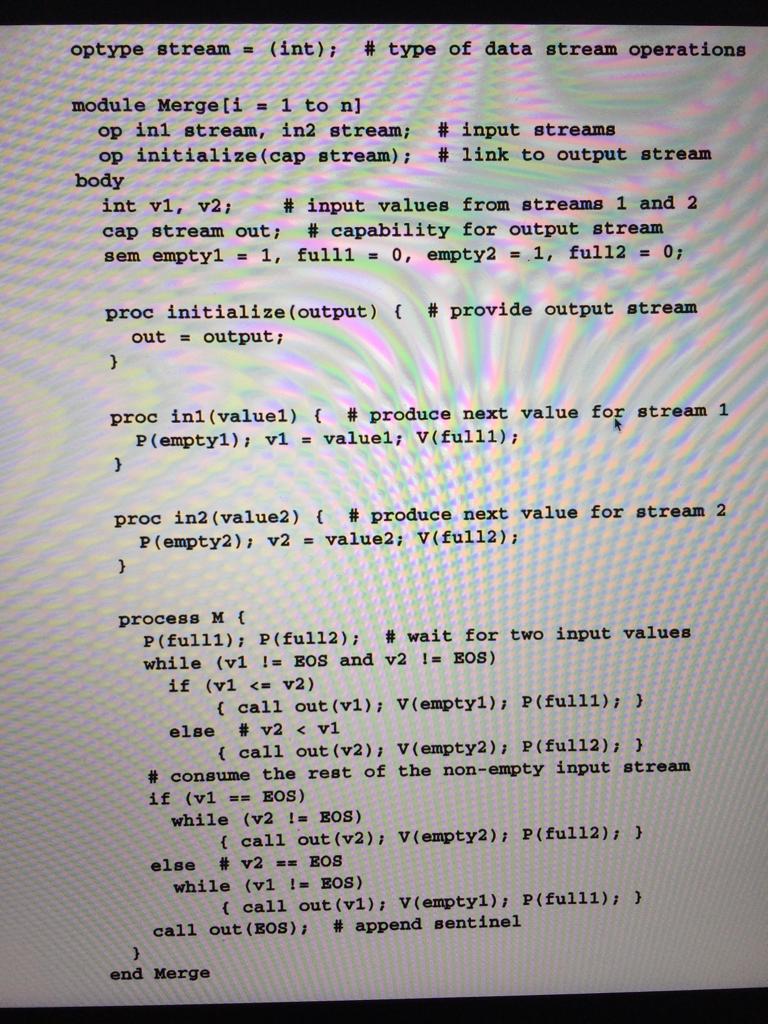 optype stream = (int);  # type of data stream operations
module Merge[i = 1 to n]
op in1 stream, in2 stream;  # input streams
op initialize(cap stream);  # link to output stream
body
int v1, v2;  # input values from streams 1 and 2
cap stream out;  # capability for output stream
sem empty1 = 1, full1 = 0, empty2 = 1, full2 = 0;
proc initialize(output) {  # provide output stream
out = output;
}
proc in1(value1) {  # produce next value for stream 1
P(empty1); v1 = value1; V(full1);
}
proc in2(value2) {  # produce next value for stream 2
P(empty2); v2 = value2; V(full2);
}
process M {
P(full1); P(full2);  # wait for two input values
while (v1 != EOS and v2 != EOS)
if (v1 <= v2)
{ call out(v1); V(empty1); P(full1); }
else  # v2 < v1
{ call out(v2); V(empty2); P(full2); }
# consume the rest of the non-empty input stream
if (v1 == EOS)
while (v2 != EOS)
{ call out(v2); V(empty2); P(full2); }
else  # v2 == EOS
while (v1 != EOS)
{ call out(v1); V(empty1); P(full1); }
call out(EOS);  # append sentinel
}
end Merge